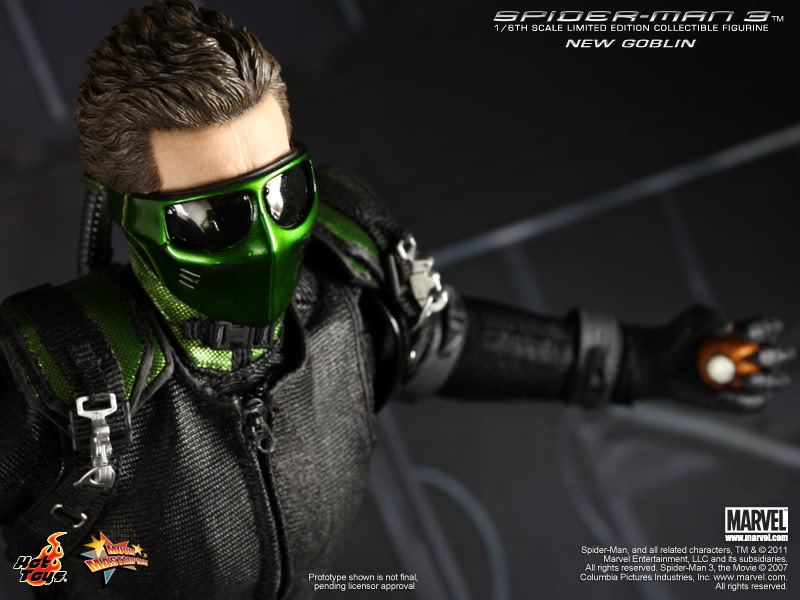 SPIDER-MAN 3™
1/6TH SCALE LIMITED EDITION COLLECTIBLE FIGURINE
NEW GOBLIN
MARVEL
www.marvel.com
Spider-Man, and all related characters, TM & © 2011
Marvel Entertainment, LLC and its subsidiaries.
All rights reserved. Spider-Man 3, the Movie © 2007
Columbia Pictures Industries, Inc. www.marvel.com.
All rights reserved.
HOT TOYS
MOVIE
MASTERPIECE
Prototype shown is not final,
pending licensor approval